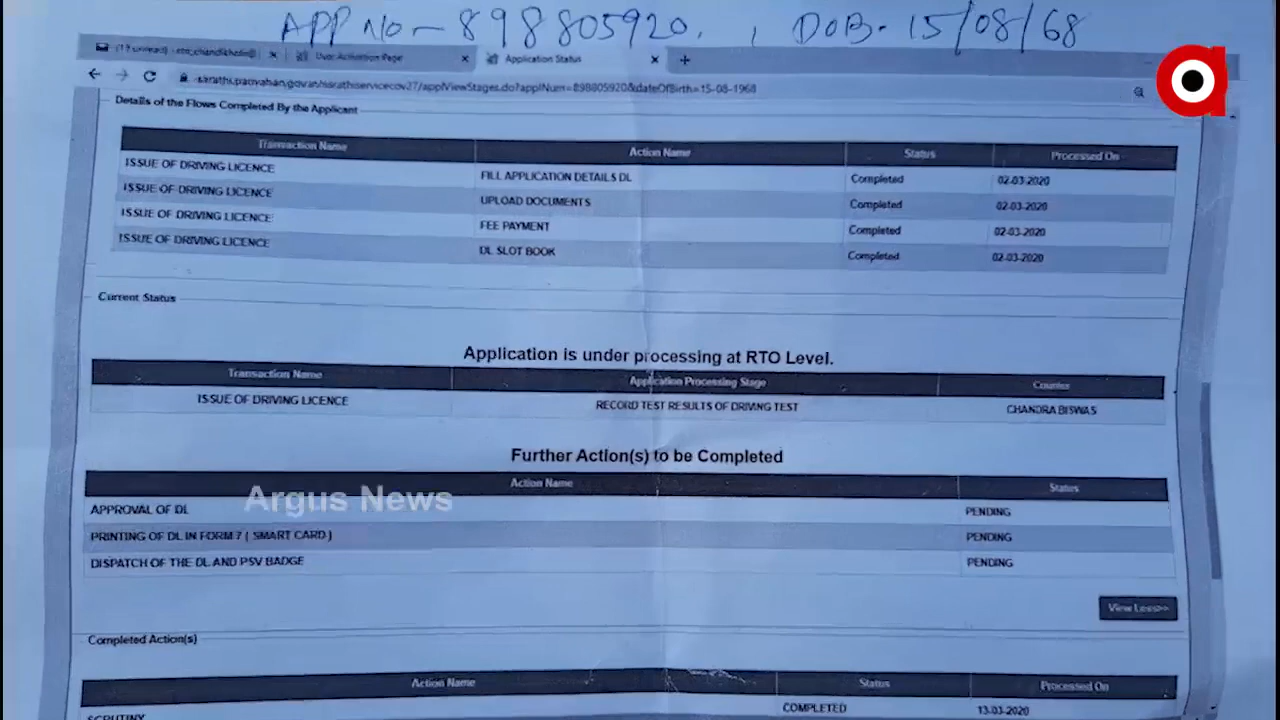 APP No - 898805920. , DOB- 15/08/68
User Activation Page Application Status
sarathi.parivahan.gov.in/sarathiservicecov27/applViewStages.do?applNum=898805920&dateOfBirth=15-08-1968
Details of the Flows Completed By the Applicant
Transaction Name Action Name Status Processed On
ISSUE OF DRIVING LICENCE FILL APPLICATION DETAILS DL Completed 02-03-2020
ISSUE OF DRIVING LICENCE UPLOAD DOCUMENTS Completed 02-03-2020
ISSUE OF DRIVING LICENCE FEE PAYMENT Completed 02-03-2020
ISSUE OF DRIVING LICENCE DL SLOT BOOK Completed 02-03-2020
Current Status
Application is under processing at RTO Level.
Transaction Name Application Processing Stage Counter
ISSUE OF DRIVING LICENCE RECORD TEST RESULTS OF DRIVING TEST CHANDRA BISWAS
Further Action(s) to be Completed
Action Name Status
Argus News
APPROVAL OF DL PENDING
PRINTING OF DL IN FORM 7 ( SMART CARD ) PENDING
DISPATCH OF THE DL AND PSV BADGE PENDING
View Less>>
Completed Action(s)
Action Name Status Processed On
SCRUTINY COMPLETED 13-03-2020